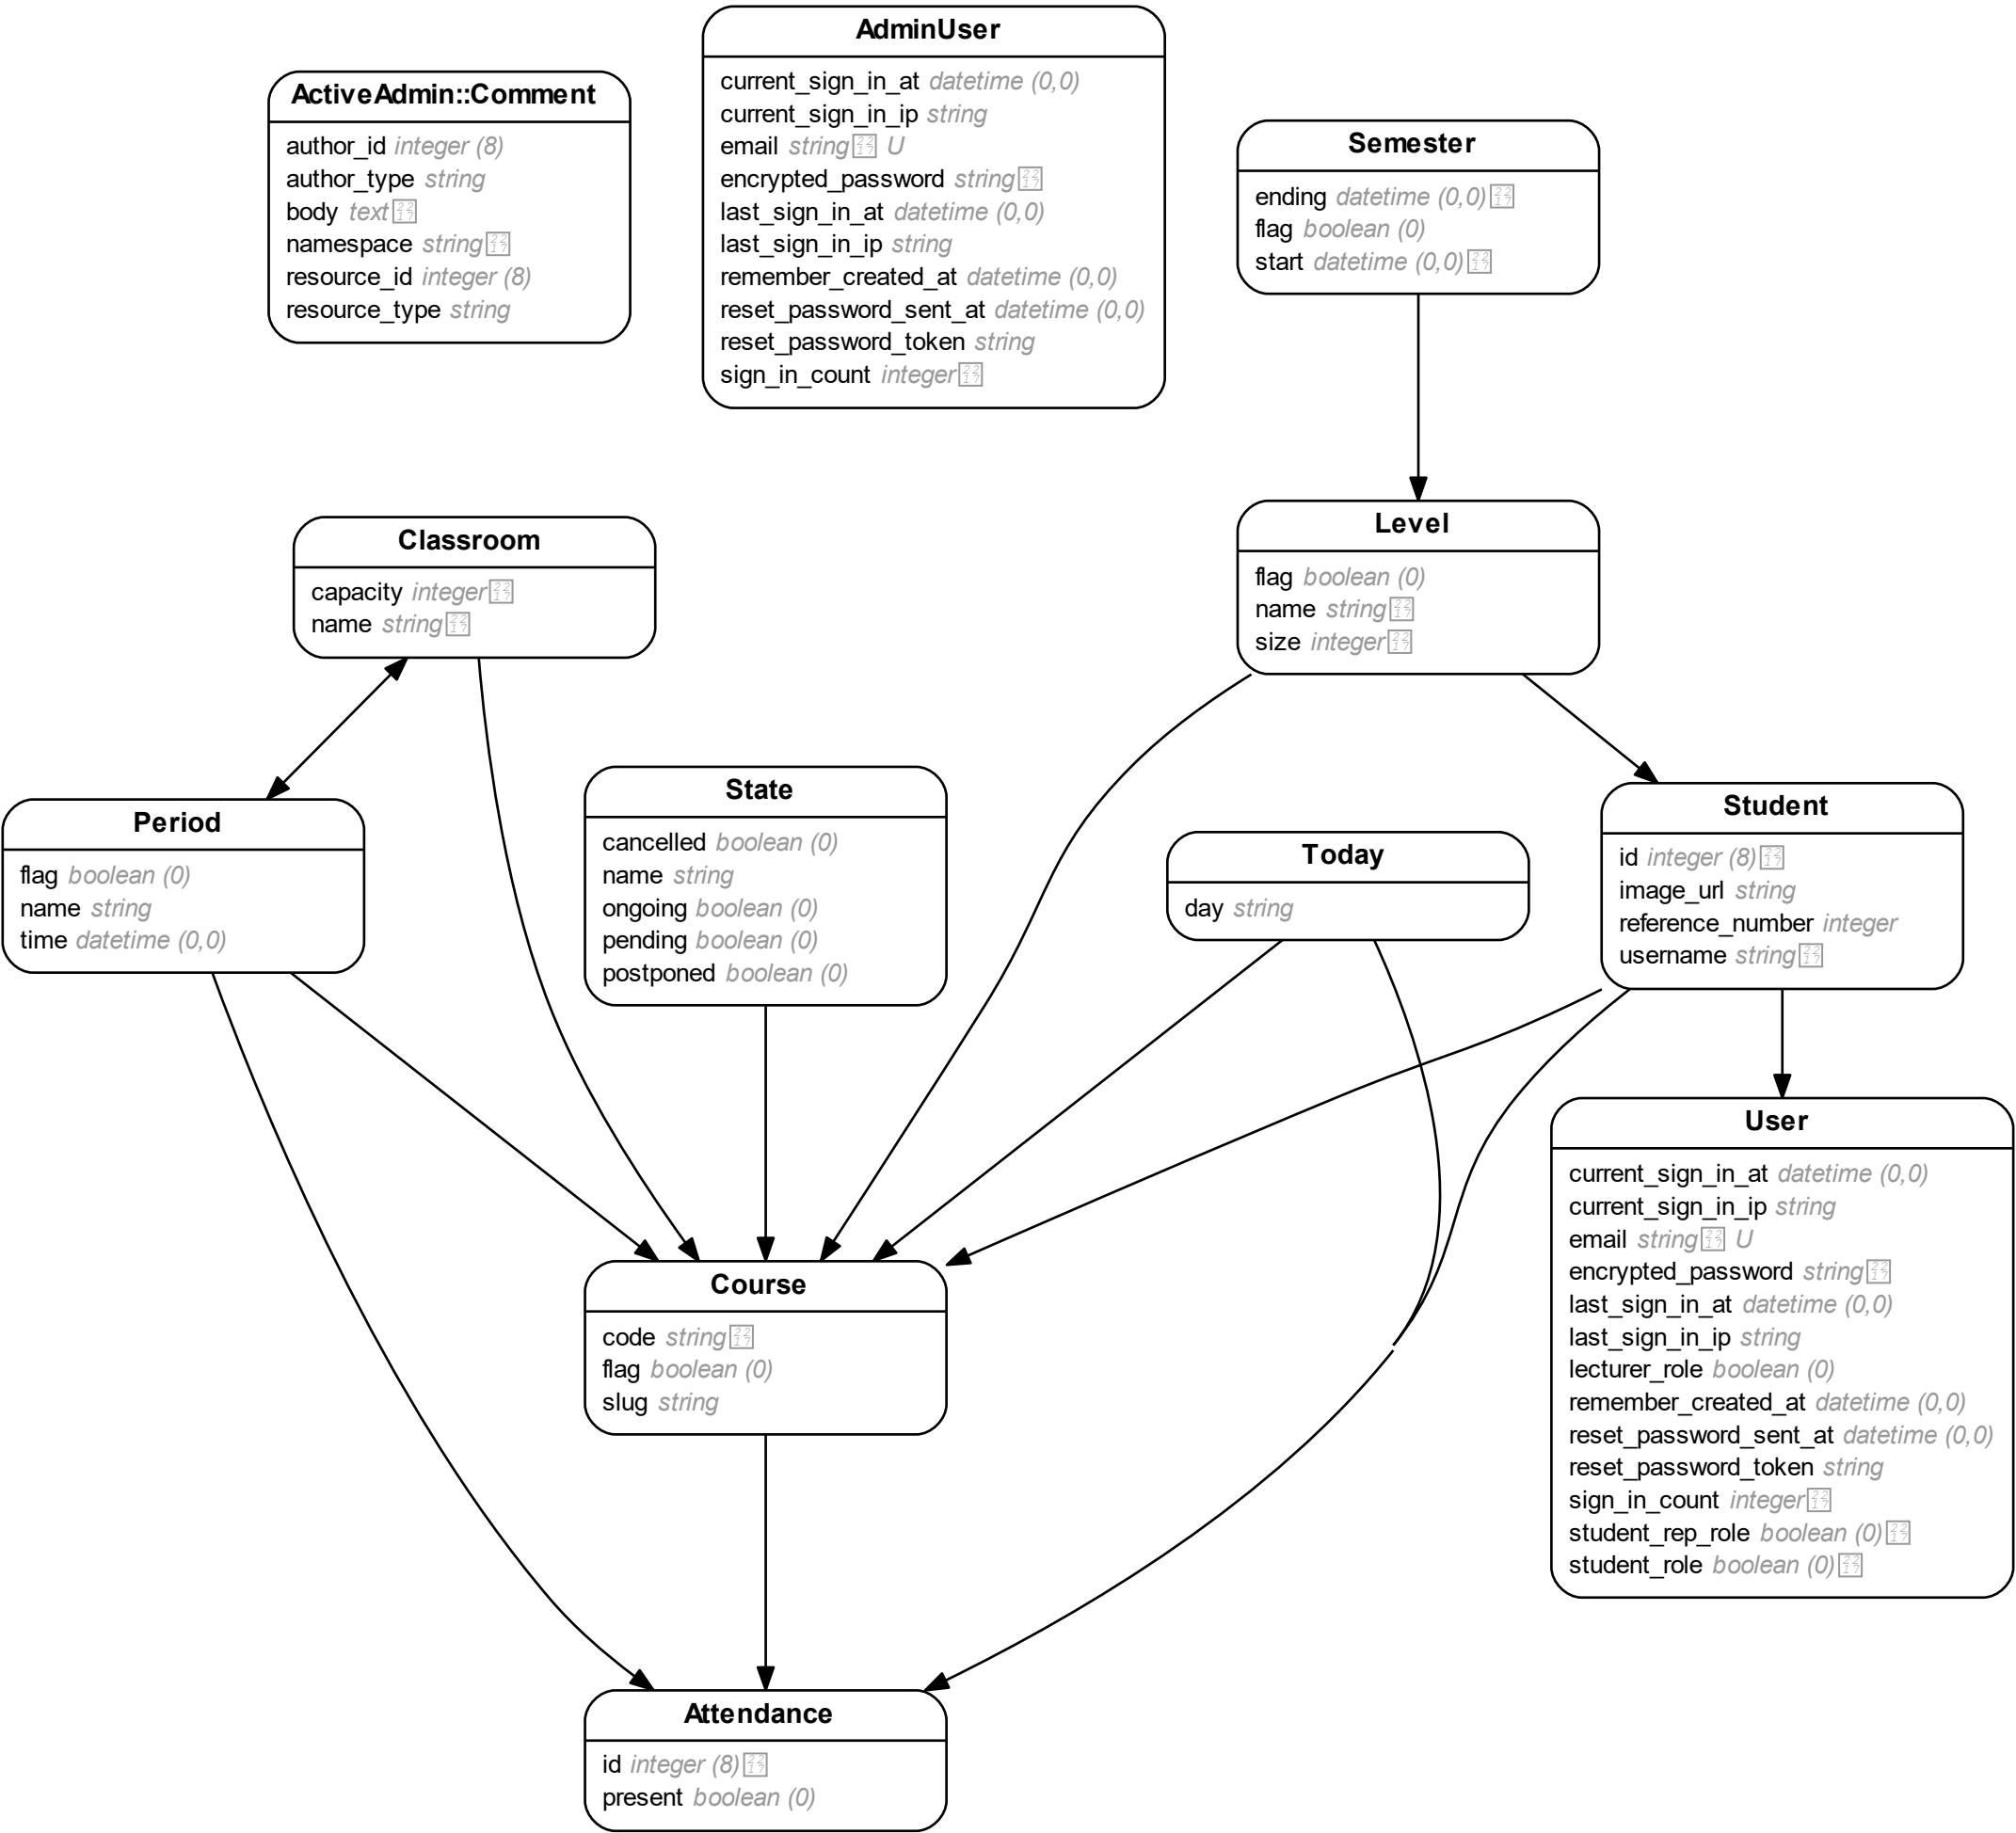 AdminUser
current_sign_in_at datetime (0,0)
current_sign_in_ip string
email string∗ U
encrypted_password string∗
last_sign_in_at datetime (0,0)
last_sign_in_ip string
remember_created_at datetime (0,0)
reset_password_sent_at datetime (0,0)
reset_password_token string
sign_in_count integer∗
ActiveAdmin::Comment
author_id integer (8)
author_type string
body text∗
namespace string∗
resource_id integer (8)
resource_type string
Semester
ending datetime (0,0)∗
flag boolean (0)
start datetime (0,0)∗
Level
flag boolean (0)
name string∗
size integer∗
Classroom
capacity integer∗
name string∗
Period
flag boolean (0)
name string
time datetime (0,0)
State
cancelled boolean (0)
name string
ongoing boolean (0)
pending boolean (0)
postponed boolean (0)
Today
day string
Student
id integer (8)∗
image_url string
reference_number integer
username string∗
User
current_sign_in_at datetime (0,0)
current_sign_in_ip string
email string∗ U
encrypted_password string∗
last_sign_in_at datetime (0,0)
last_sign_in_ip string
lecturer_role boolean (0)
remember_created_at datetime (0,0)
reset_password_sent_at datetime (0,0)
reset_password_token string
sign_in_count integer∗
student_rep_role boolean (0)∗
student_role boolean (0)∗
Course
code string∗
flag boolean (0)
slug string
Attendance
id integer (8)∗
present boolean (0)